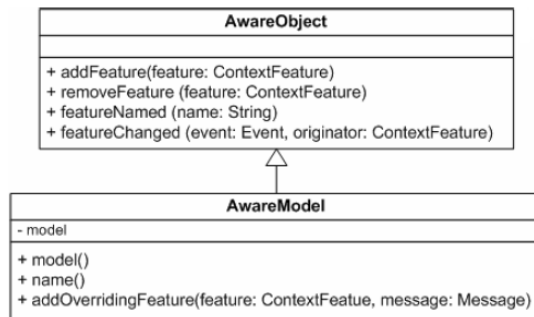 AwareObject
+ addFeature(feature: ContextFeature)
+ removeFeature (feature: ContextFeature)
+ featureNamed (name: String)
+ featureChanged (event: Event, originator: ContextFeature)
AwareModel
- model
+ model()
+ name()
+ addOverridingFeature(feature: ContextFeatue, message: Message)